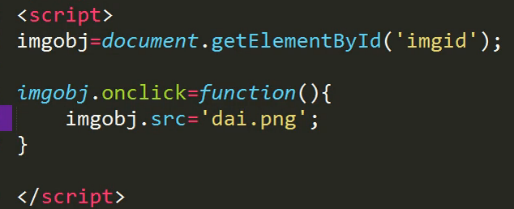 <script>
imgobj=document.getElementById('imgid');
imgobj.onclick=function(){
imgobj.src='dai.png';
}
</script>